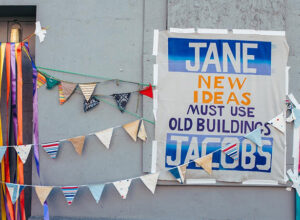 JANE
NEW
IDEAS
MUST USE
OLD BUILDINGS
JACOBS